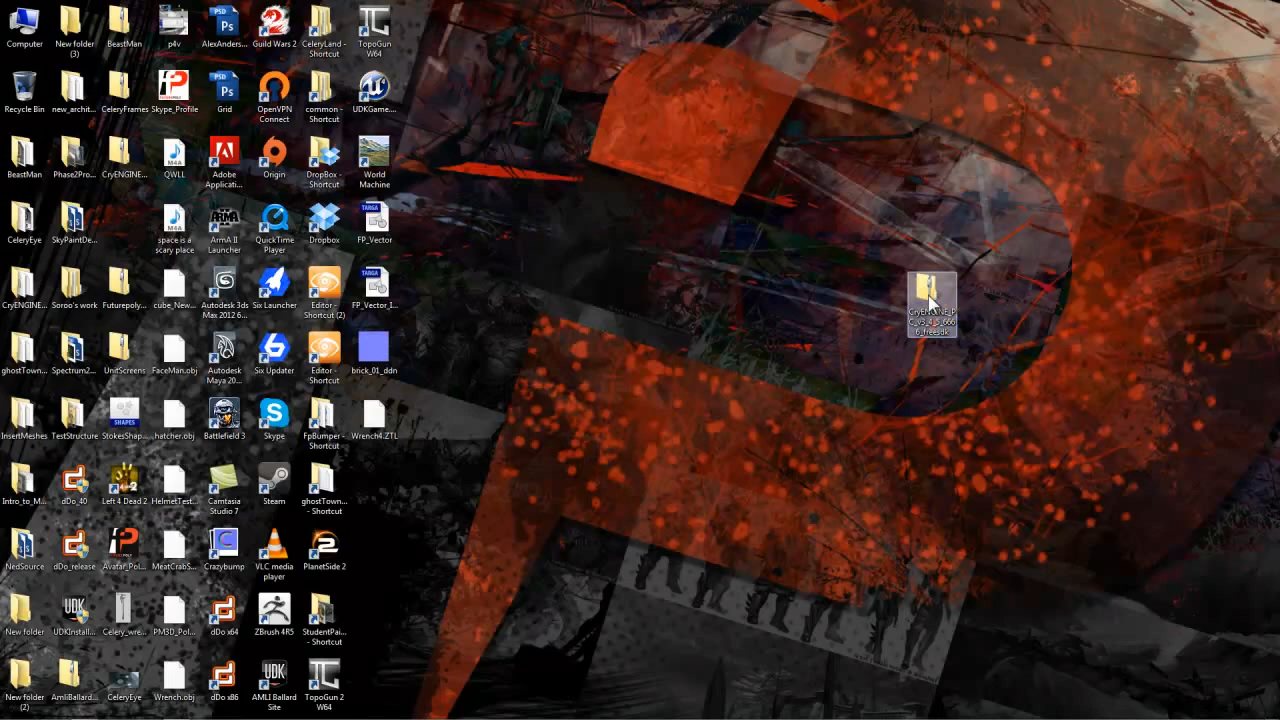 Computer
New folder
(3)
BeastMan
p4v
AlexAnders...
Guild Wars 2
CeleryLand -
Shortcut
TopoGun
W64
Recycle Bin
new_archit...
CeleryFrames
Skype_Profile
Grid
OpenVPN
Connect
common -
Shortcut
UDKGame....
BeastMan
Phase2Pro...
CryENGINE...
QWLL
Adobe
Applicati...
Origin
DropBox -
Shortcut
World
Machine
CeleryEye
SkyPaintDe...
space is a
scary place
ArmA II
Launcher
QuickTime
Player
Dropbox
FP_Vector
CryENGINE...
Soroo's work
Futurepoly...
cube_New...
Autodesk 3ds
Max 2012 6...
Six Launcher
Editor -
Shortcut (2)
FP_Vector_I...
ghostTown...
Spectrum2...
UnitScreens
FaceMan.obj
Autodesk
Maya 20...
Six Updater
Editor -
Shortcut
brick_01_ddn
InsertMeshes
TestStructure
StokesShap...
hatcher.obj
Battlefield 3
Skype
FpBumper -
Shortcut
Wrench4.ZTL
Intro_to_M...
dDo_40
Left 4 Dead 2
HelmetTest...
Camtasia
Studio 7
Steam
ghostTown...
- Shortcut
NedSource
dDo_release
Avatar_Pol...
MeatCrabS...
Crazybump
VLC media
player
PlanetSide 2
New folder
UDKInstall...
Celery_wre...
PM3D_Pol...
dDo x64
ZBrush 4R5
StudentPai...
- Shortcut
New folder
(2)
AmliBallard...
CeleryEye
Wrench.obj
dDo x86
AMLI Ballard
Site
TopoGun 2
W64
CryENGINE_P
C_v3_4_5_666
6_freesdk